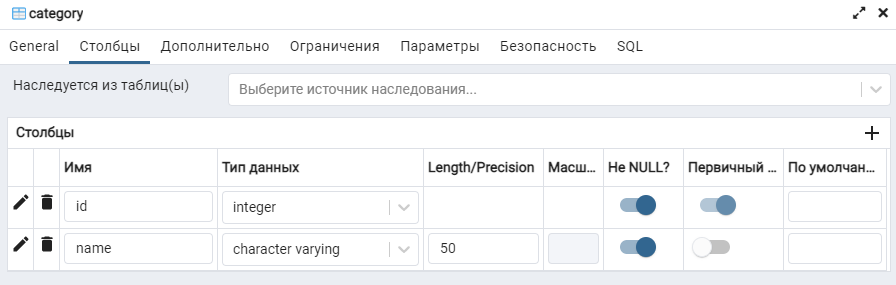 category
General Столбцы Дополнительно Ограничения Параметры Безопасность SQL
Наследуется из таблиц(ы) Выберите источник наследования...
Столбцы
Имя Тип данных Length/Precision Масш... Не NULL? Первичный ... По умолчан...
id integer
name character varying 50